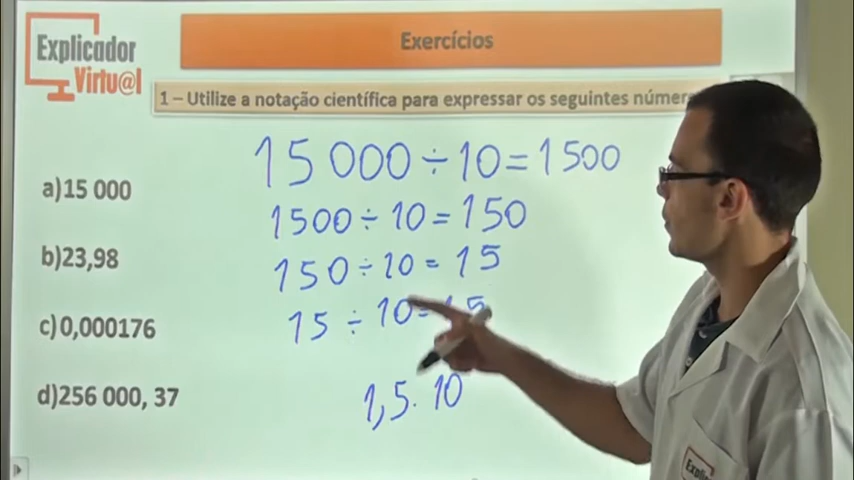 Explicador
Virtu@l
Exercícios
1 – Utilize a notação científica para expressar os seguintes
15 000 ÷ 10 = 1500
a)15 000
1500 ÷ 10 = 150
b)23,98
150 ÷ 10 = 15
15 ÷ 10 =
c)0,000176
d)256 000, 37
1,5. 10